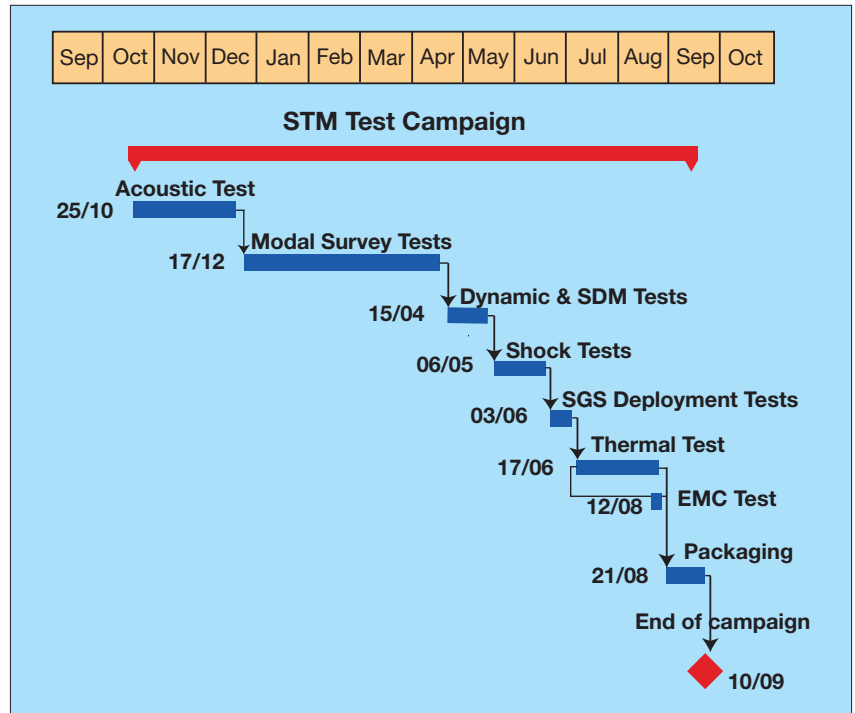 Sep Oct Nov Dec Jan Feb Mar Apr May Jun Jul Aug Sep Oct
STM Test Campaign
Acoustic Test
25/10
Modal Survey Tests
17/12
Dynamic & SDM Tests
15/04
Shock Tests
06/05
SGS Deployment Tests
03/06
Thermal Test
17/06
EMC Test
12/08
Packaging
21/08
End of campaign
10/09